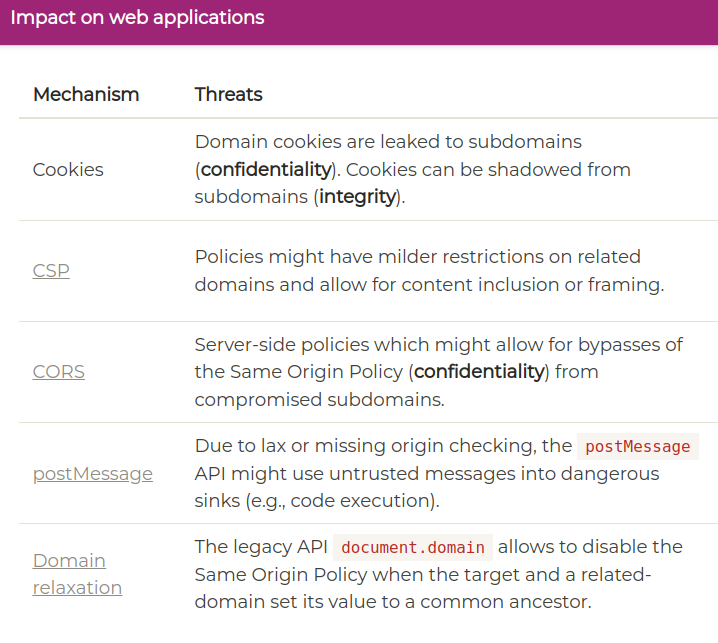 Impact on web applications
Mechanism Threats
Domain cookies are leaked to subdomains
Cookies (confidentiality). Cookies can be shadowed from
subdomains (integrity).
CSP Policies might have milder restrictions on related
domains and allow for content inclusion or framing.
Server-side policies which might allow for bypasses of
CORS the Same Origin Policy (confidentiality) from
compromised subdomains.
Due to lax or missing origin checking, the postMessage
postMessage API might use untrusted messages into dangerous
sinks (e.g., code execution).
Domain The legacy API document.domain allows to disable the
relaxation Same Origin Policy when the target and a related-
domain set its value to a common ancestor.